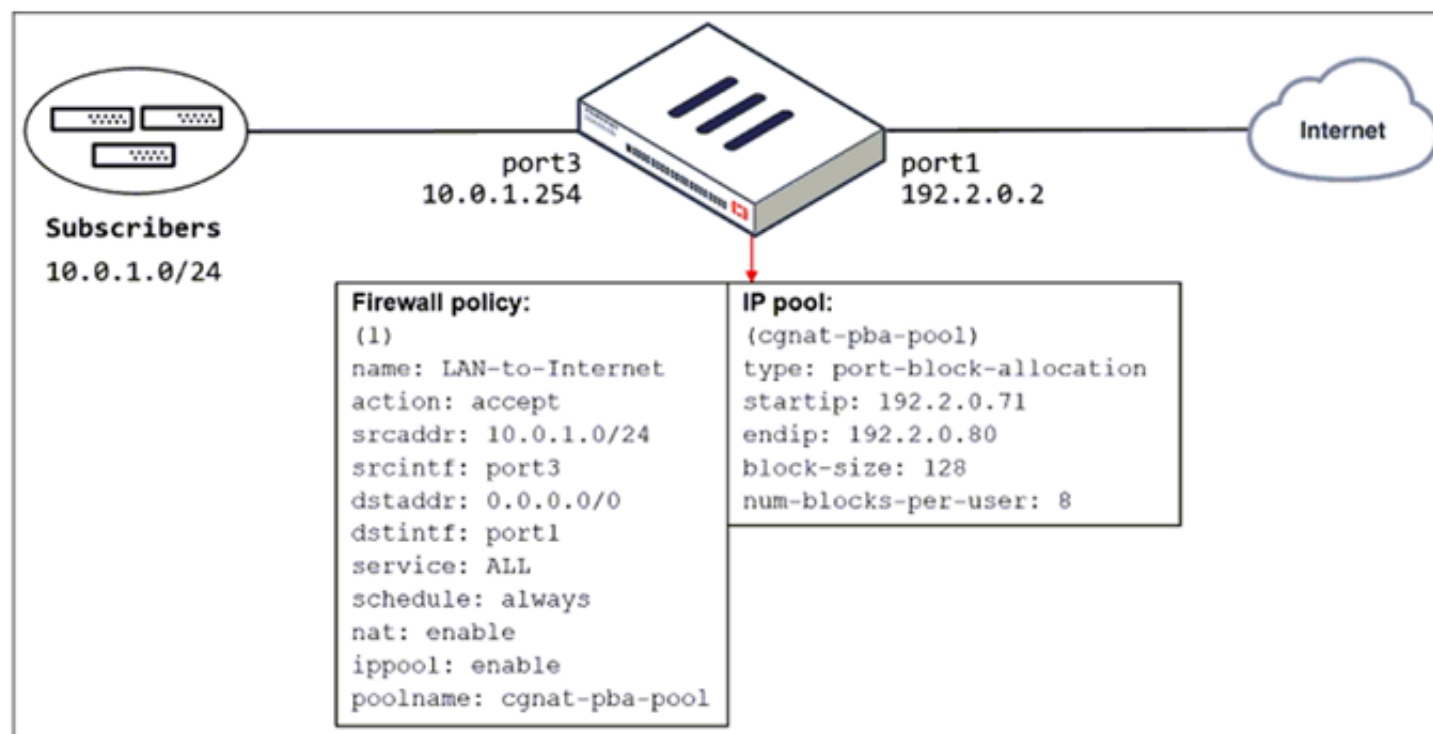 port3
10.0.1.254
port1
192.2.0.2
Internet
Subscribers
10.0.1.0/24
Firewall policy:
(1)
name: LAN-to-Internet
action: accept
srcaddr: 10.0.1.0/24
srcintf: port3
dstaddr: 0.0.0.0/0
dstintf: port1
service: ALL
schedule: always
nat: enable
ippool: enable
poolname: cgnat-pba-pool
IP pool:
(cgnat-pba-pool)
type: port-block-allocation
startip: 192.2.0.71
endip: 192.2.0.80
block-size: 128
num-blocks-per-user: 8